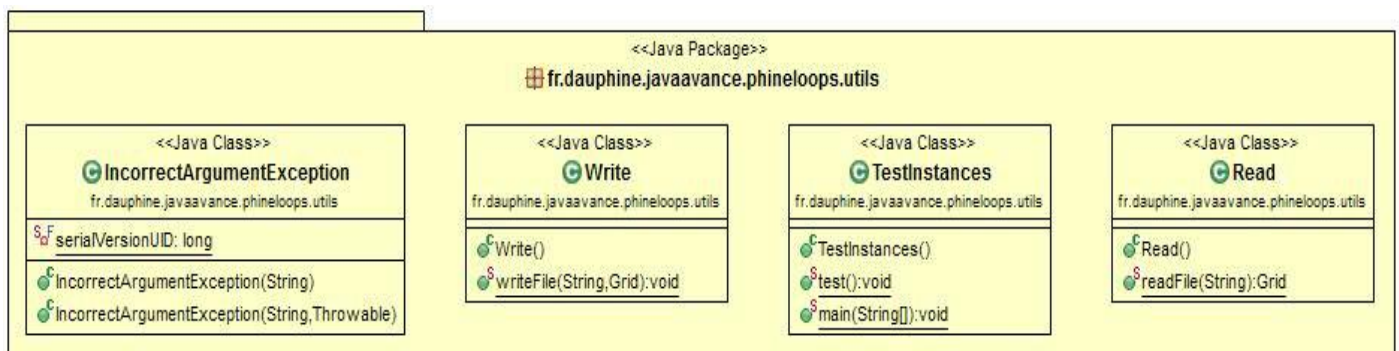 <<Java Package>>
fr.dauphine.javaavance.phineloops.utils
<<Java Class>>
IncorrectArgumentException
fr.dauphine.javaavance.phineloops.utils
serialVersionUID: long
IncorrectArgumentException(String)
IncorrectArgumentException(String,Throwable)
<<Java Class>>
Write
fr.dauphine.javaavance.phineloops.utils
Write()
writeFile(String,Grid):void
<<Java Class>>
TestInstances
fr.dauphine.javaavance.phineloops.utils
TestInstances()
test():void
main(String[]):void
<<Java Class>>
Read
fr.dauphine.javaavance.phineloops.utils
Read()
readFile(String):Grid